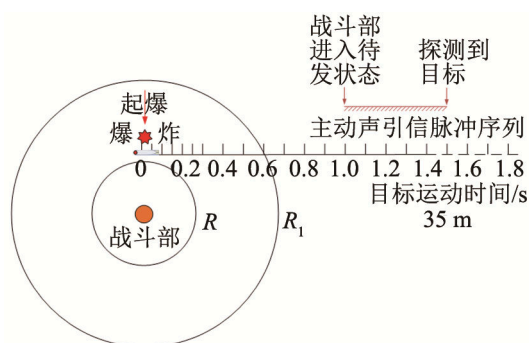 战斗部
进入待
发状态
探测到
目标
起爆
爆 炸
主动声引信脉冲序列
0 0.2 0.4 0.6 0.8 1.0 1.2 1.4 1.6 1.8
目标运动时间/s
35 m
战斗部
R
R₁